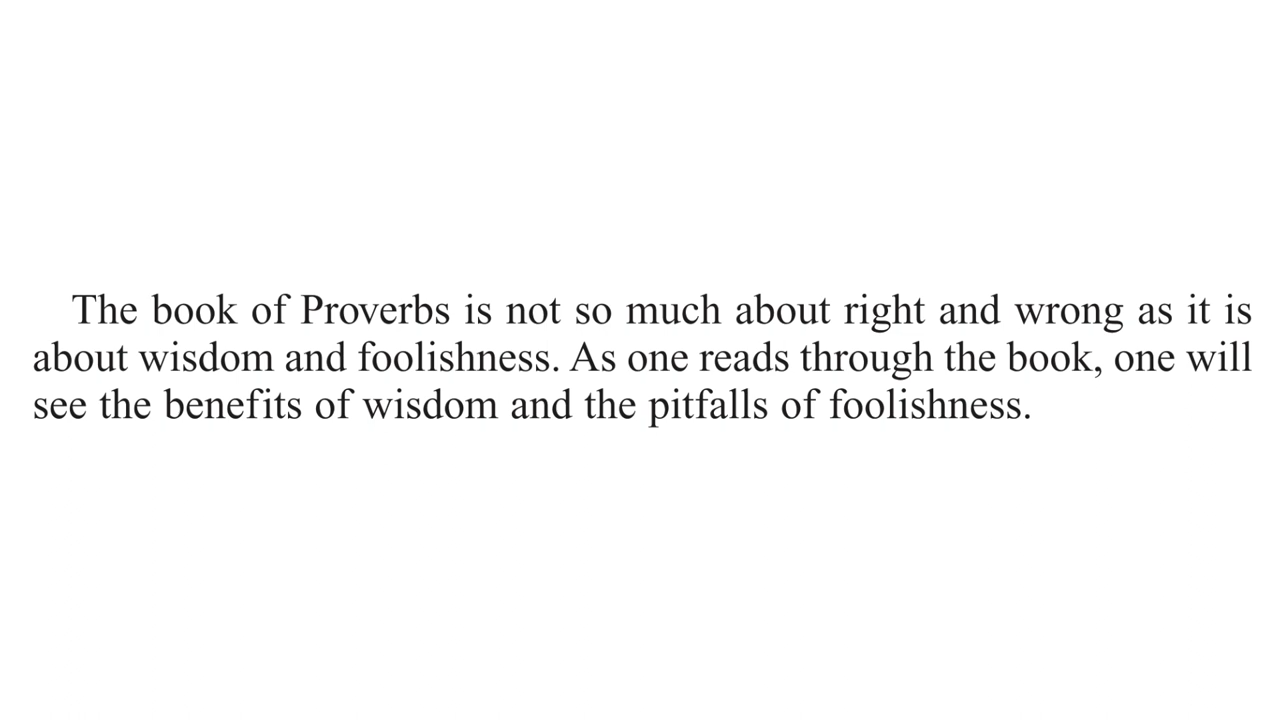 The book of Proverbs is not so much about right and wrong as it is
about wisdom and foolishness. As one reads through the book, one will
see the benefits of wisdom and the pitfalls of foolishness.